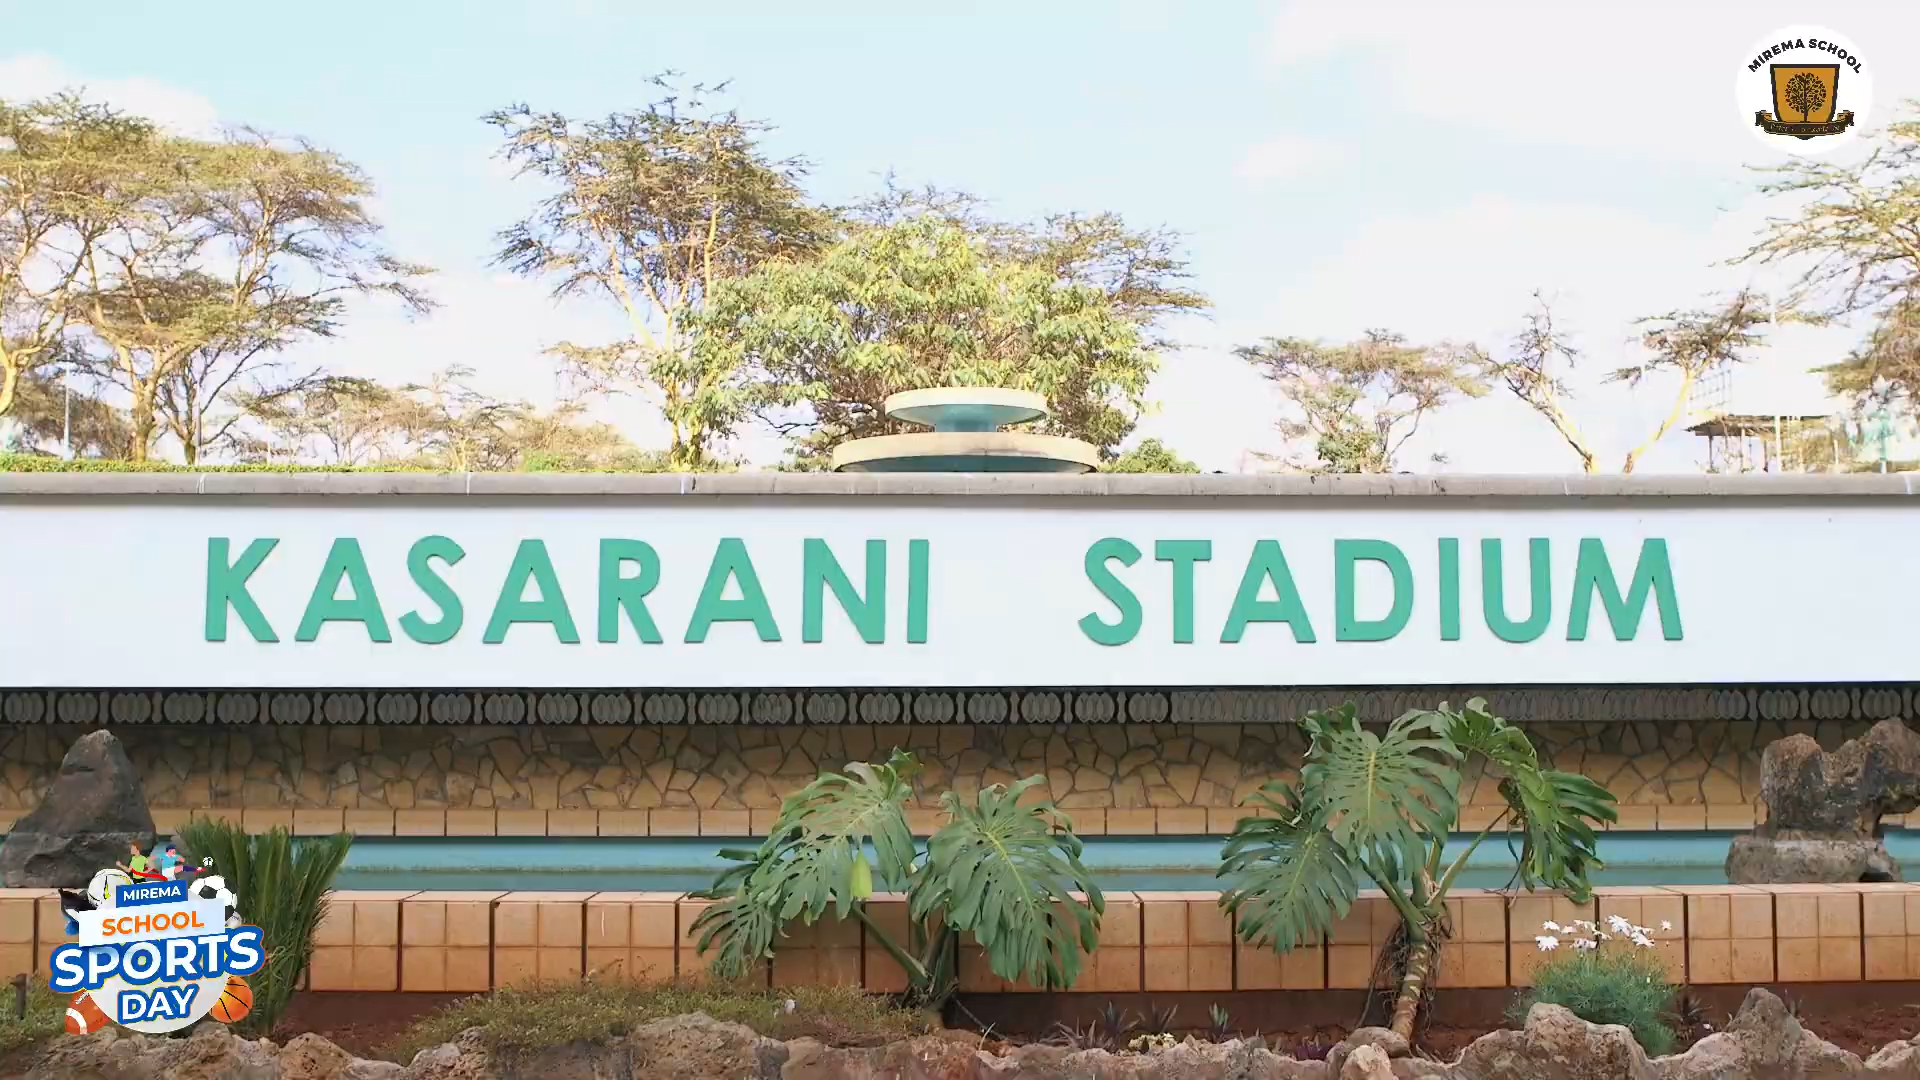 MIREMA SCHOOL
KASARANI STADIUM
MIREMA
SCHOOL
SPORTS
DAY